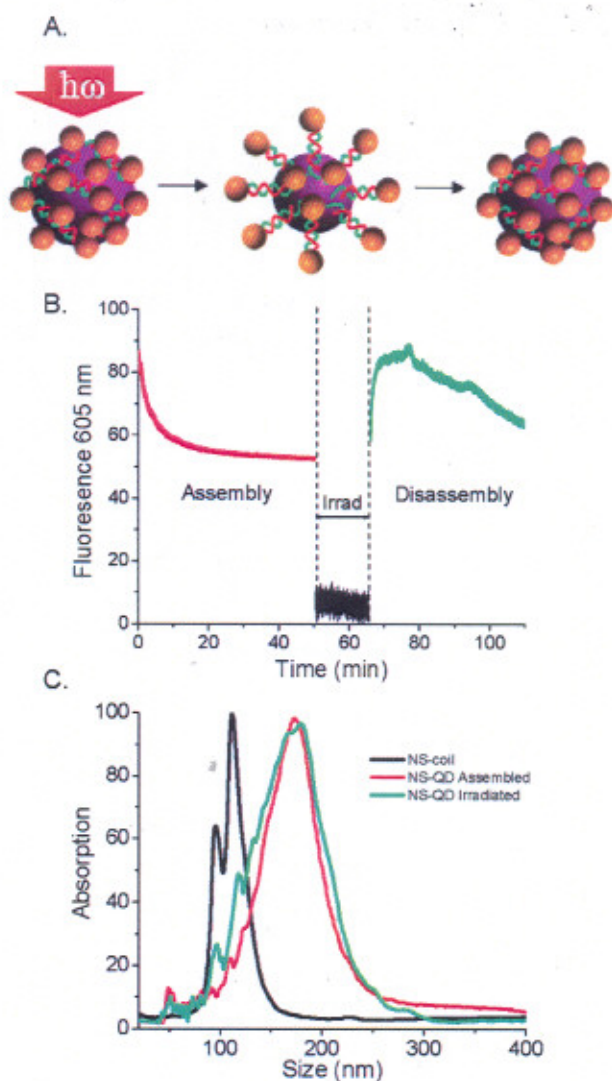 A.
ħω
B.
100
80
60
40
20
0
Fluoresence 605 nm
Assembly
Irrad
Disassembly
0 20 40 60 80 100
Time (min)
C.
100
80
60
40
20
0
Absorption
NS-coil
NS-QD Assembled
NS-QD Irradiated
100 200 300 400
Size (nm)